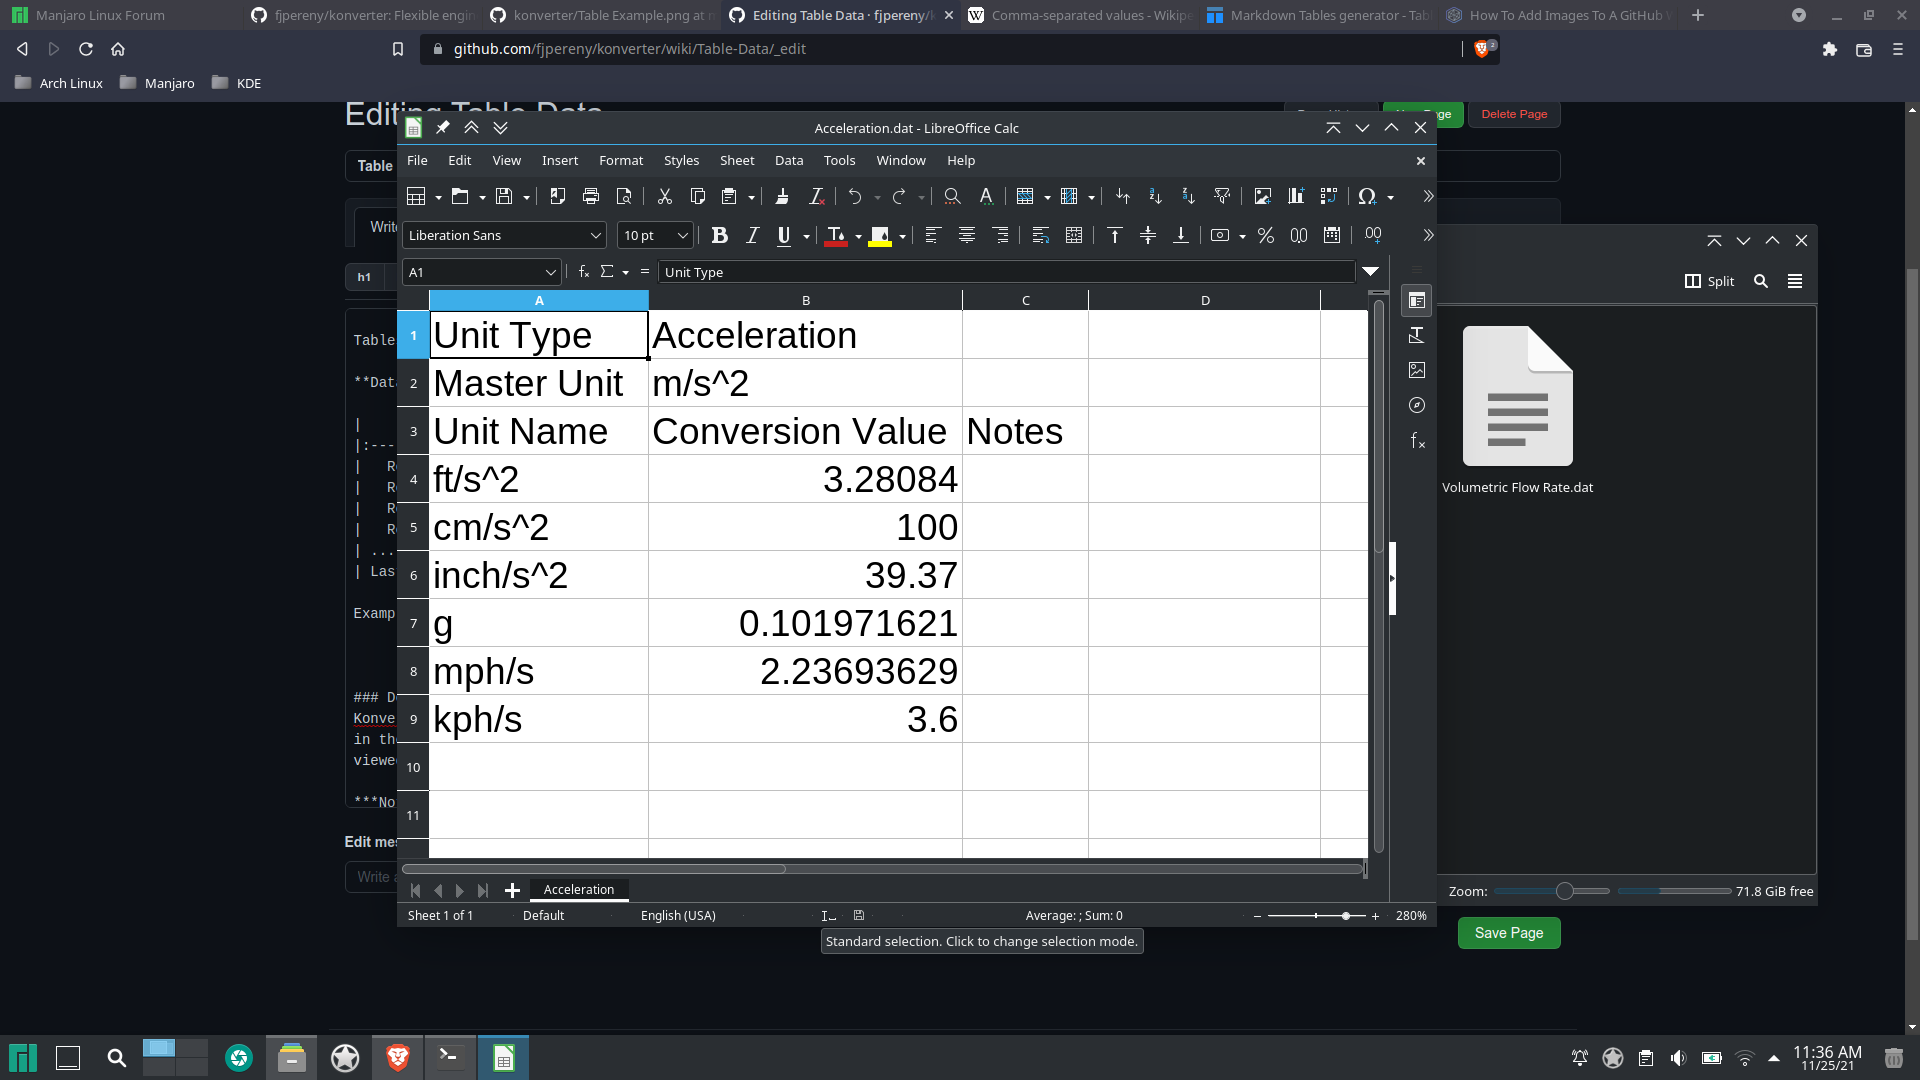 Manjaro Linux Forum
fjpereny/konverter: Flexible engin
konverter/Table Example.png at m
Editing Table Data · fjpereny/k
Comma-separated values - Wikipe
Markdown Tables generator - Tab
How To Add Images To A GitHub W
github.com/fjpereny/konverter/wiki/Table-Data/_edit
2
Arch Linux Manjaro KDE
Editing Table Data
Page
Delete Page
Table
Write
h1
Table
**Data
|
|:---
| R
| R
| R
| R
| ...
| Las
Examp
### D
Konve
in the
viewe
***No
Edit mes
Write a
Acceleration.dat - LibreOffice Calc
File Edit View Insert Format Styles Sheet Data Tools Window Help
Liberation Sans 10 pt
A1 Unit Type
A B C D
1 Unit Type Acceleration
2 Master Unit m/s^2
3 Unit Name Conversion Value Notes
4 ft/s^2 3.28084
5 cm/s^2 100
6 inch/s^2 39.37
7 g 0.101971621
8 mph/s 2.23693629
9 kph/s 3.6
10
11
Acceleration
Sheet 1 of 1 Default English (USA) Average: ; Sum: 0 280%
Standard selection. Click to change selection mode.
Split
Volumetric Flow Rate.dat
Zoom: 71.8 GiB free
Save Page
11:36 AM
11/25/21